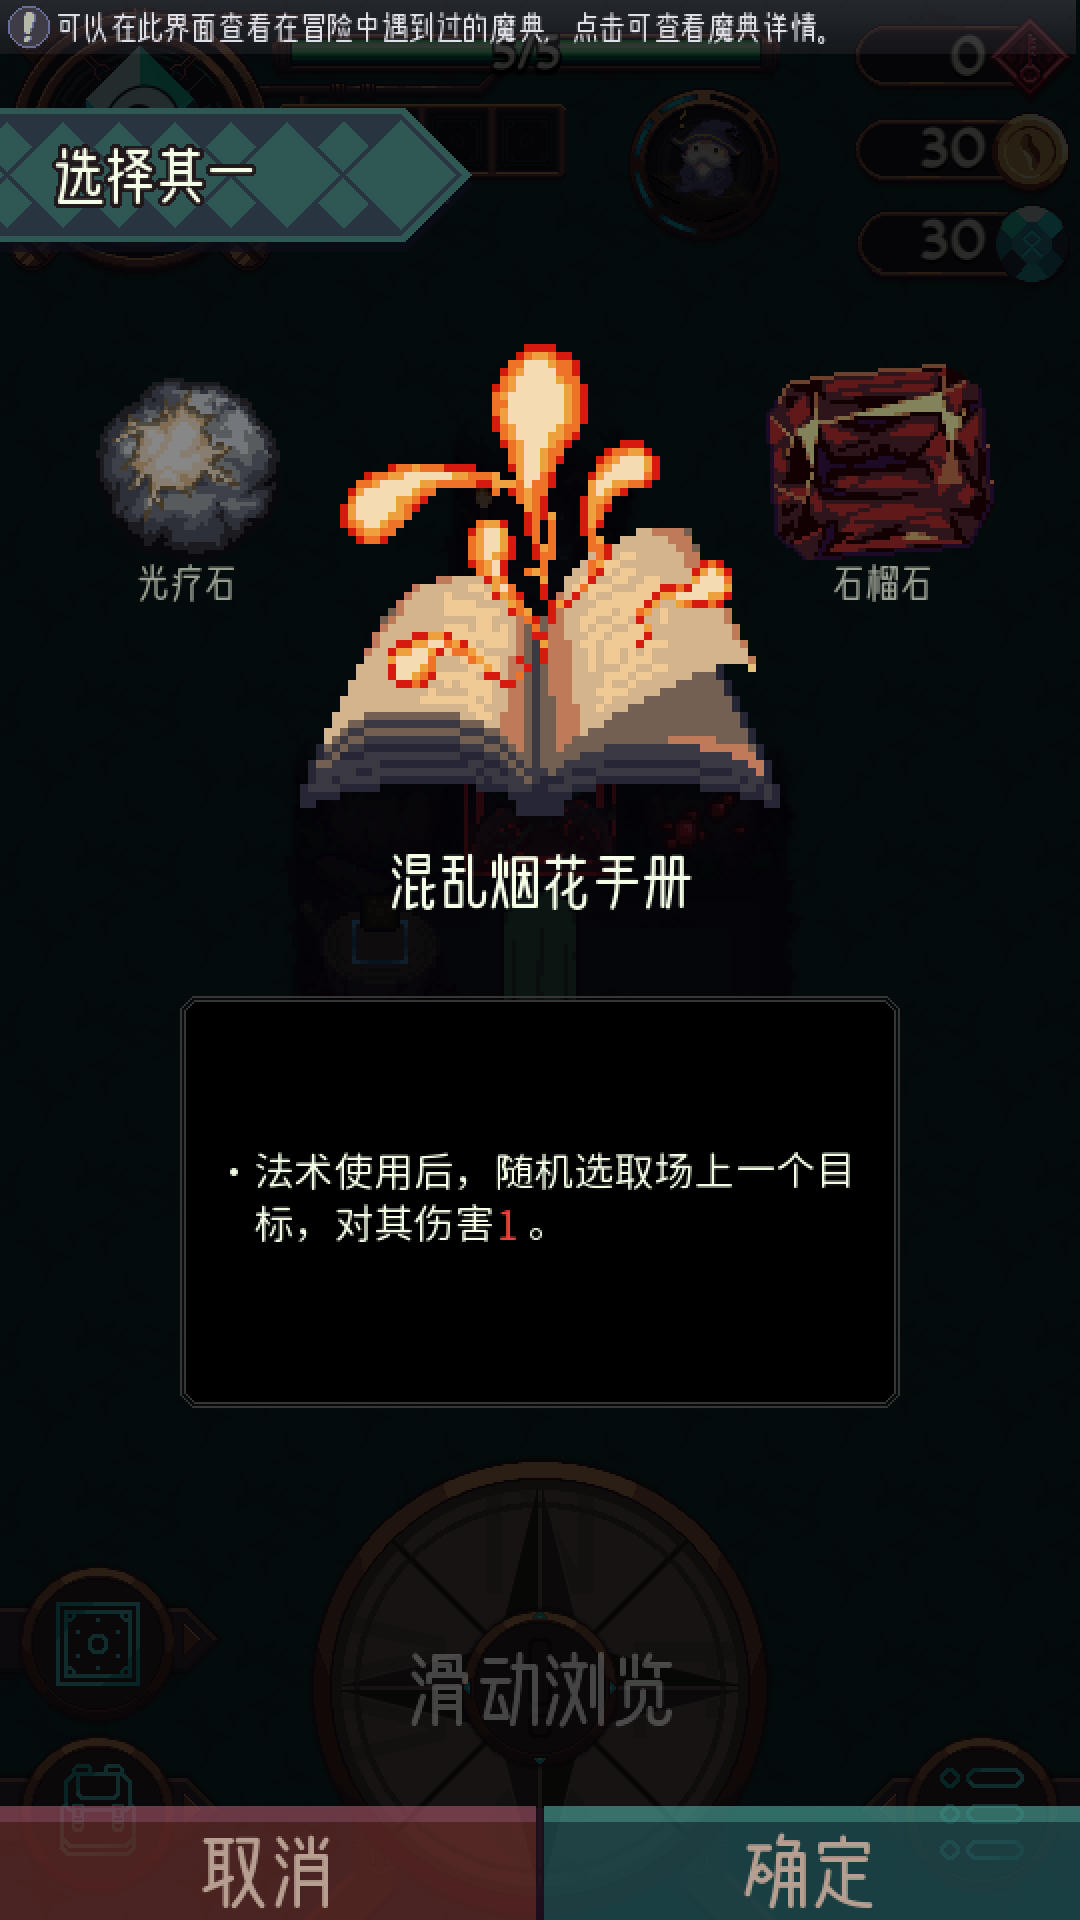 可以在此界面查看在冒险中遇到过的魔典，点击可查看魔典详情。
5/5
0
选择其一
30
30
光疗石
石榴石
混乱烟花手册
·法术使用后，随机选取场上一个目
标，对其伤害1。
滑动浏览
取消
确定